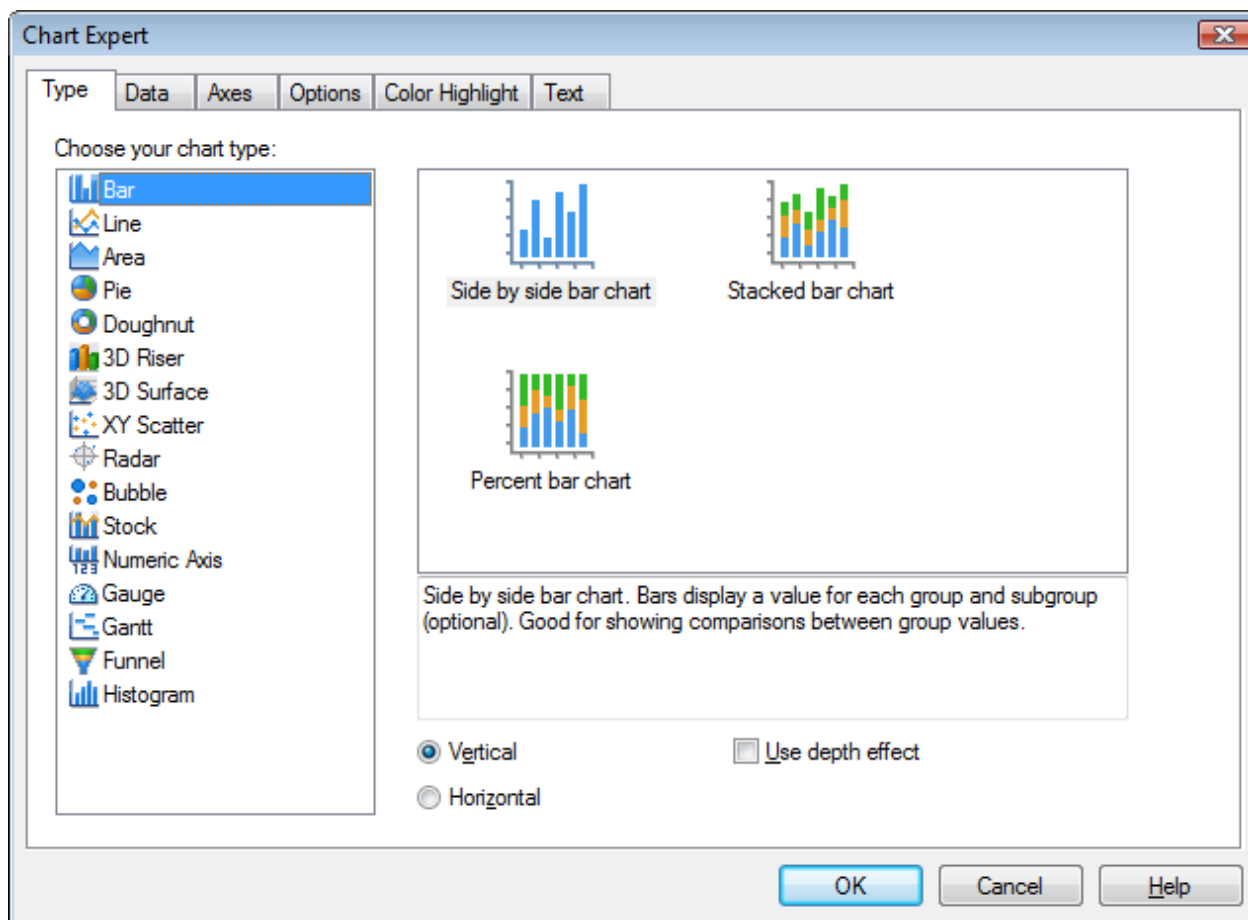 Chart Expert
Type Data Axes Options Color Highlight Text
Choose your chart type:
Bar
Line
Area
Pie
Doughnut
3D Riser
3D Surface
XY Scatter
Radar
Bubble
Stock
123 Numeric Axis
Gauge
Gantt
Funnel
Histogram
Side by side bar chart
Stacked bar chart
Percent bar chart
Side by side bar chart. Bars display a value for each group and subgroup
(optional). Good for showing comparisons between group values.
Vertical
Use depth effect
Horizontal
OK Cancel Help